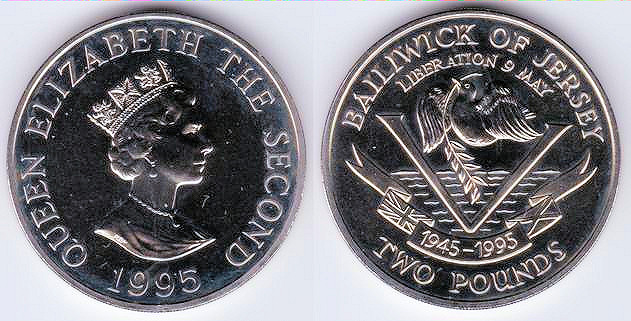 QUEEN ELIZABETH THE SECOND
1995
BAILIWICK OF JERSEY
LIBERATION 9 MAY
1945-1995
TWO POUNDS